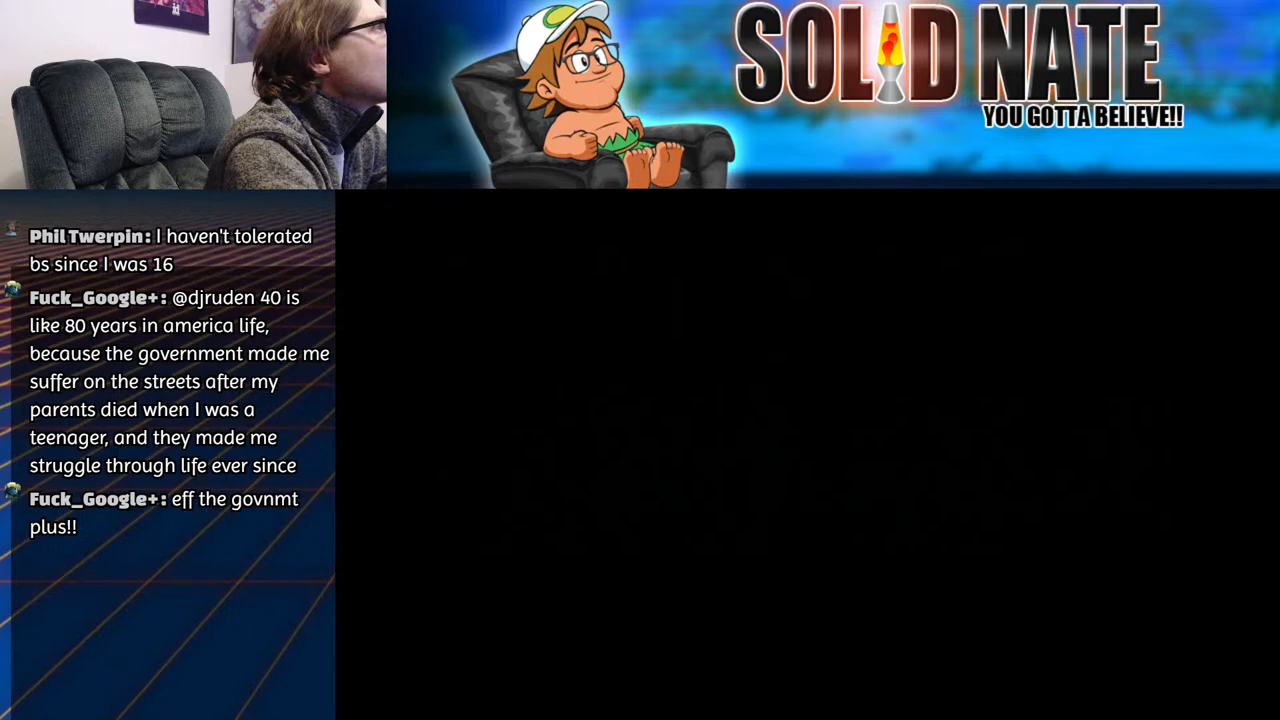 SOLID NATE
YOU GOTTA BELIEVE!!
Phil Twerpin: I haven't tolerated
bs since I was 16
Fuck_Google+: @djruden 40 is
like 80 years in america life,
because the government made me
suffer on the streets after my
parents died when I was a
teenager, and they made me
struggle through life ever since
Fuck_Google+: eff the govnmt
plus!!